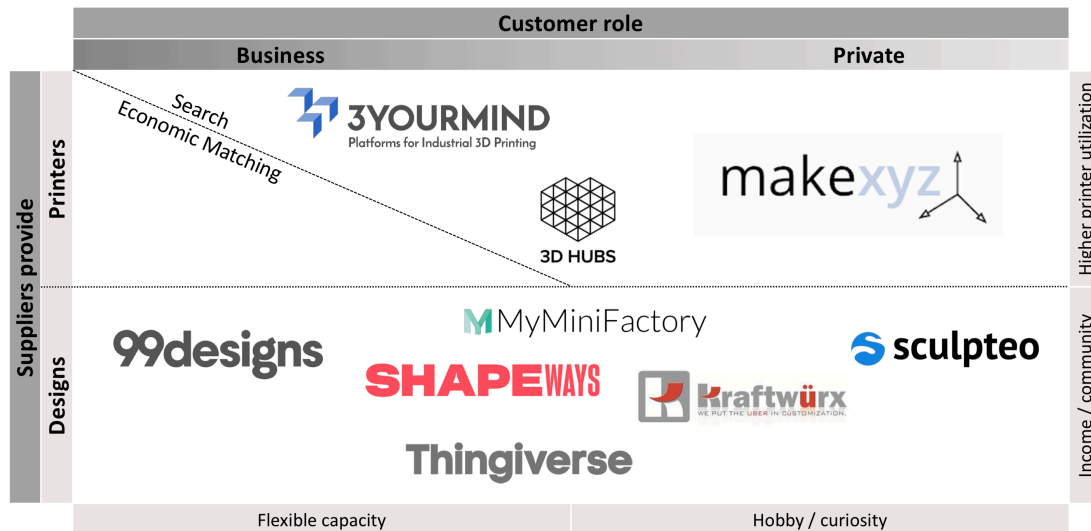 Customer role
Business
Private
Suppliers provide
Printers
Search
Economic Matching
3YOURMIND
Platforms for Industrial 3D Printing
3D HUBS
makexyz
Higher printer utilization
Designs
99designs
MyMiniFactory
SHAPEWAYS
Kraftwürx
WE PUT THE UBER IN CÜSTOMIZATION.
sculpteo
Thingiverse
Income / community
Flexible capacity
Hobby / curiosity